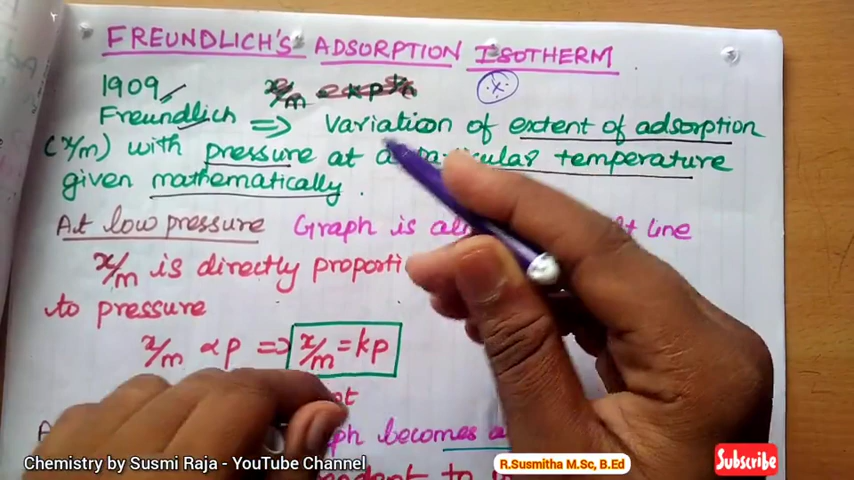 FREUNDLICH'S ADSORPTION ISOTHERM
1909
Freundlich ⇒ Variation of extent of adsorption
(x/m) with pressure at a particular temperature
given mathematically.
At low pressure Graph is line
x/m is directly
to pressure
x/m ∝ p ⇒ x/m = kp
becomes
to
Chemistry by Susmi Raja - YouTube Channel
R.Susmitha M.Sc, B.Ed
Subscribe